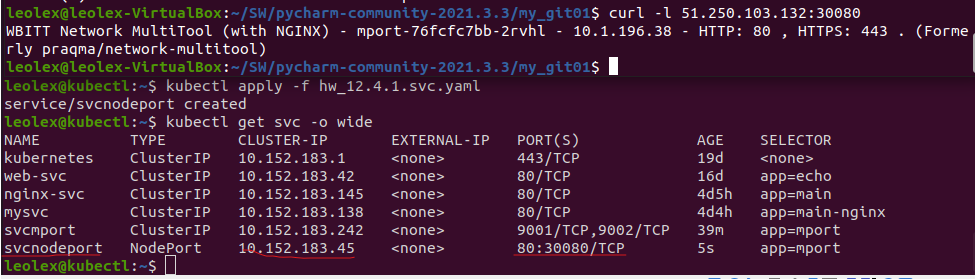 leolex@leolex-VirtualBox:~/SW/pycharm-community-2021.3.3/my_git01$ curl -l 51.250.103.132:30080
WBITT Network MultiTool (with NGINX) - mport-76fcfc7bb-2rvhl - 10.1.196.38 - HTTP: 80 , HTTPS: 443 . (Forme
rly praqma/network-multitool)
leolex@leolex-VirtualBox:~/SW/pycharm-community-2021.3.3/my_git01$
leolex@kubectl:~$ kubectl apply -f hw_12.4.1.svc.yaml
service/svcnodeport created
leolex@kubectl:~$ kubectl get svc -o wide
NAME TYPE CLUSTER-IP EXTERNAL-IP PORT(S) AGE SELECTOR
kubernetes ClusterIP 10.152.183.1 <none> 443/TCP 19d <none>
web-svc ClusterIP 10.152.183.42 <none> 80/TCP 16d app=echo
nginx-svc ClusterIP 10.152.183.145 <none> 80/TCP 4d5h app=main
mysvc ClusterIP 10.152.183.138 <none> 80/TCP 4d4h app=main-nginx
svcmport ClusterIP 10.152.183.242 <none> 9001/TCP,9002/TCP 39m app=mport
svcnodeport NodePort 10.152.183.45 <none> 80:30080/TCP 5s app=mport
leolex@kubectl:~$